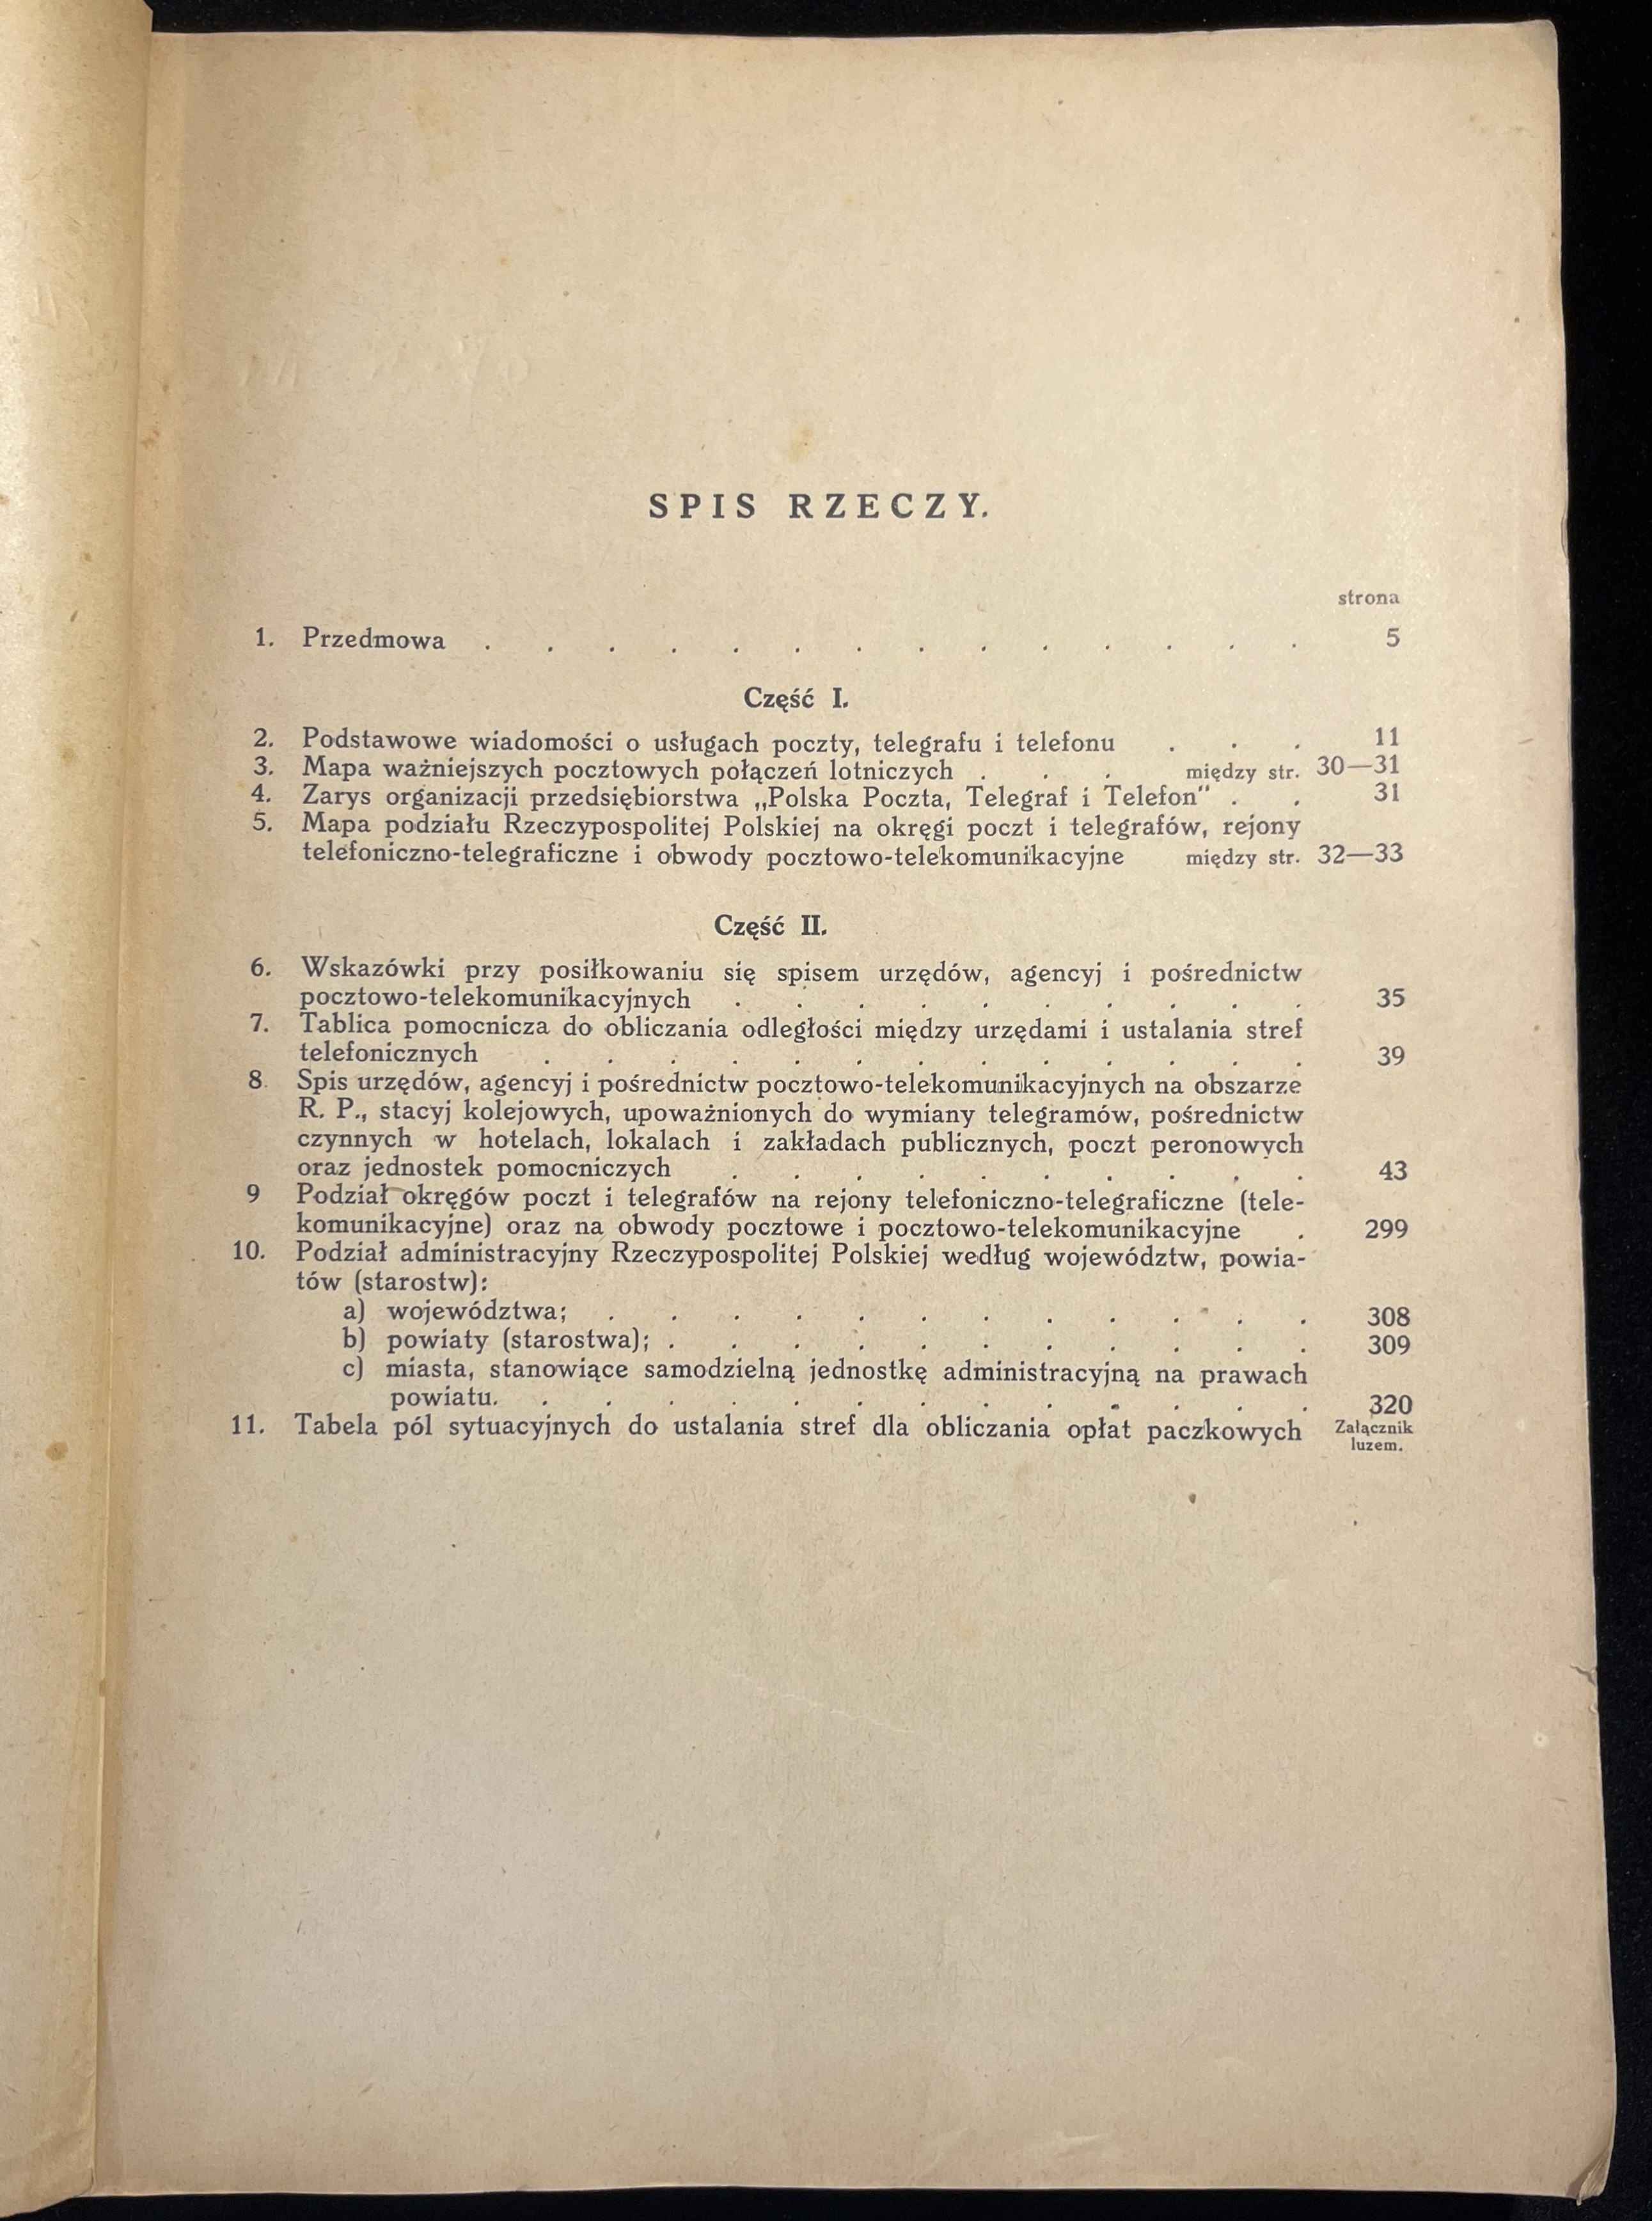 SPIS RZECZY.
strona
1. Przedmowa . . . . . . . . . . . . . . 5
Część I.
2. Podstawowe wiadomości o usługach poczty, telegrafu i telefonu . . . 11
3. Mapa ważniejszych pocztowych połączeń lotniczych . . . między str. 30—31
4. Zarys organizacji przedsiębiorstwa „Polska Poczta, Telegraf i Telefon" . . 31
5. Mapa podziału Rzeczypospolitej Polskiej na okręgi poczt i telegrafów, rejony
telefoniczno-telegraficzne i obwody pocztowo-telekomunikacyjne między str. 32—33
Część II.
6. Wskazówki przy posiłkowaniu się spisem urzędów, agencyj i pośrednictw
pocztowo-telekomunikacyjnych . . . . . . . . . . 35
7. Tablica pomocnicza do obliczania odległości między urzędami i ustalania stref
telefonicznych . . . . . . . . . . . . . 39
8. Spis urzędów, agencyj i pośrednictw pocztowo-telekomunikacyjnych na obszarze
R. P., stacyj kolejowych, upoważnionych do wymiany telegramów, pośrednictw
czynnych w hotelach, lokalach i zakładach publicznych, poczt peronowych
oraz jednostek pomocniczych . . . . . . . . . . 43
9 Podział okręgów poczt i telegrafów na rejony telefoniczno-telegraficzne (tele-
komunikacyjne) oraz na obwody pocztowe i pocztowo-telekomunikacyjne . 299
10. Podział administracyjny Rzeczypospolitej Polskiej według województw, powia-
tów (starostw):
a) województwa; . . . . . . . . . . . . 308
b) powiaty (starostwa); . . . . . . . . . . . 309
c) miasta, stanowiące samodzielną jednostkę administracyjną na prawach
powiatu. . . . . . . . . . . . . . 320
11. Tabela pól sytuacyjnych do ustalania stref dla obliczania opłat paczkowych Załącznik
luzem.